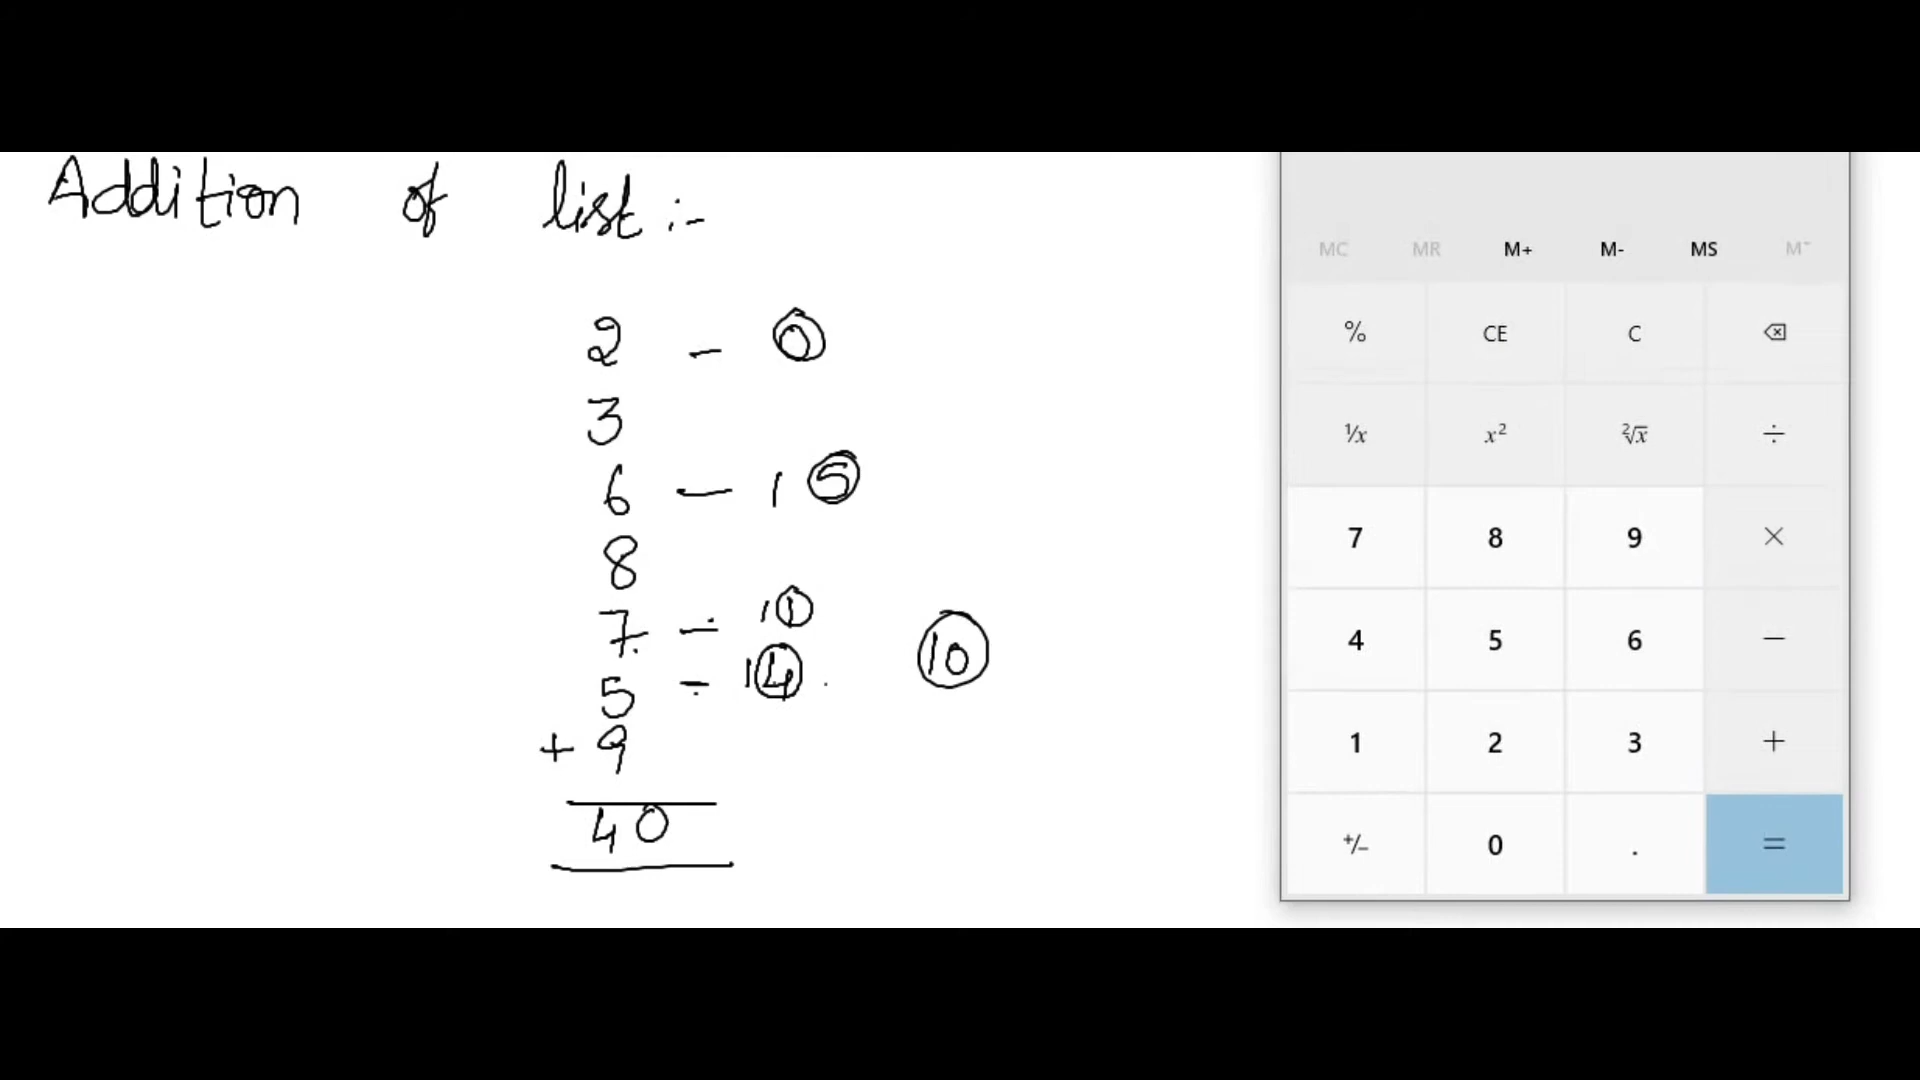 Addition of list :-
2 - 0
3
6 - 15
8
7 - 11
5 - 14
10
+ 9
40
MC MR M+ M- MS M˅
% CE C ⌫
¹/x x² ²√x ÷
7 8 9 ×
4 5 6 −
1 2 3 +
+/− 0 . =